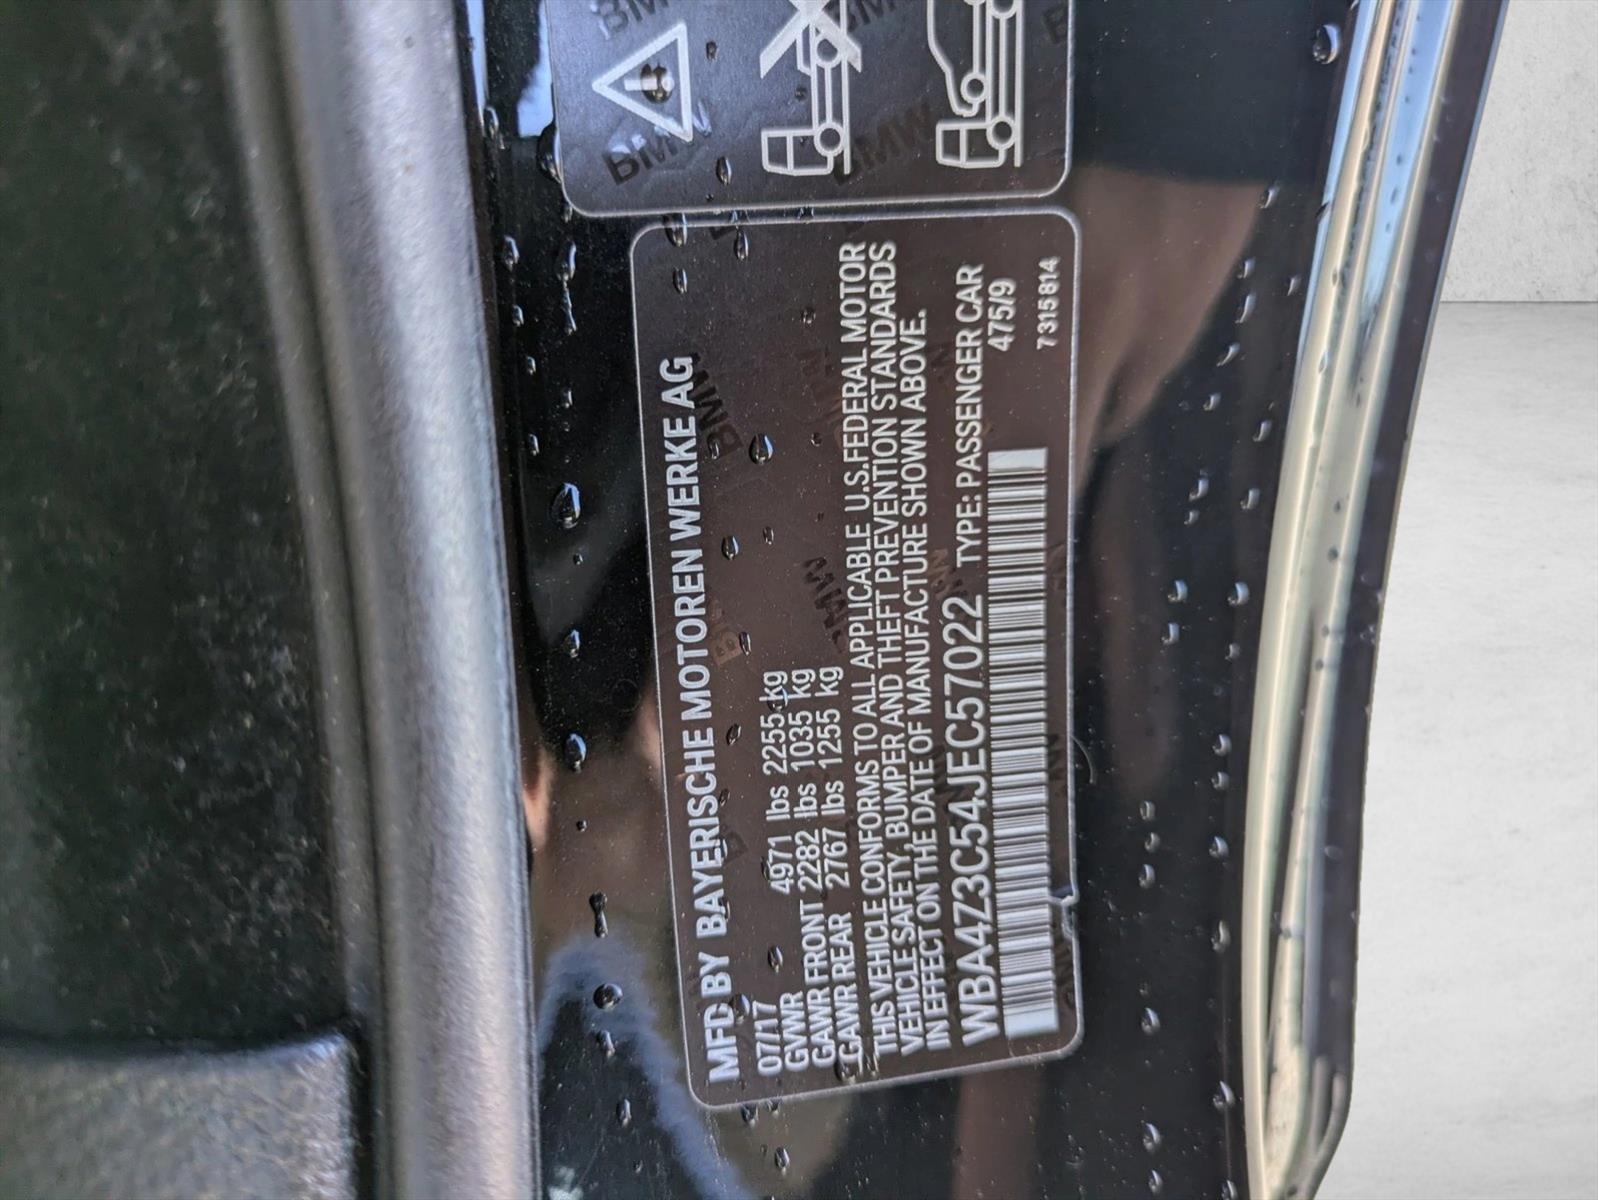 MFD BY BAYERISCHE MOTOREN WERKE AG
07/17
GVWR 4971 lbs 2255 kg
GAWR FRONT 2282 lbs 1035 kg
GAWR REAR 2767 lbs 1255 kg
THIS VEHICLE CONFORMS TO ALL APPLICABLE U.S.FEDERAL MOTOR
VEHICLE SAFETY, BUMPER AND THEFT PREVENTION STANDARDS
IN EFFECT ON THE DATE OF MANUFACTURE SHOWN ABOVE.
WBA4Z3C54JEC57022 TYPE: PASSENGER CAR
475/9
7 315 814
BMW
BMW
BMW
BMW
BMW